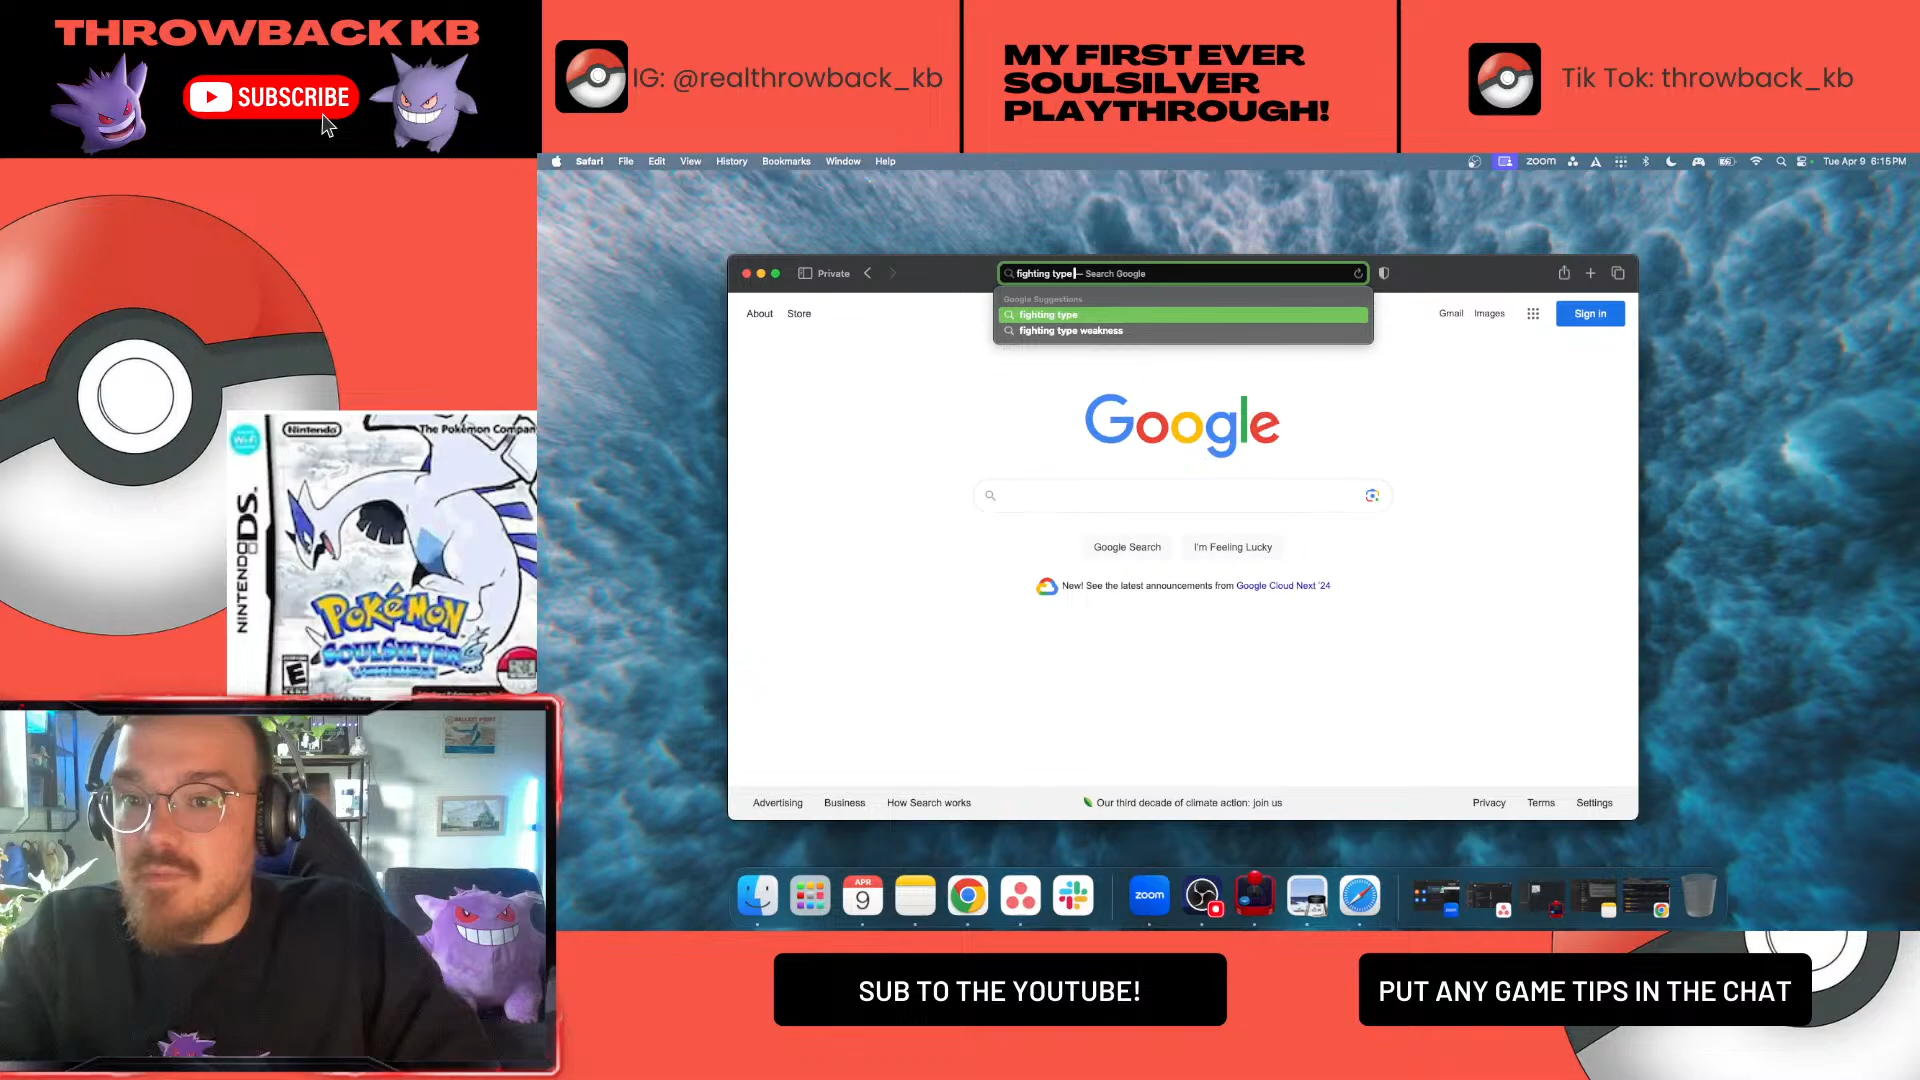 THROWBACK KB
SUBSCRIBE
IG: @realthrowback_kb
MY FIRST EVER
SOULSILVER
PLAYTHROUGH!
Tik Tok: throwback_kb
Safari File Edit View History Bookmarks Window Help
zoom
Tue Apr 9 6:15 PM
Private
fighting type — Search Google
Google Suggestions
fighting type
fighting type weakness
About Store
Gmail Images
Sign in
Google
Google Search
I'm Feeling Lucky
New! See the latest announcements from Google Cloud Next '24
Advertising Business How Search works
Our third decade of climate action: join us
Privacy Terms Settings
Wi-Fi
Nintendo
The Pokémon Compan
NINTENDO DS
POKéMON
SOULSILVER
E
APR
9
zoom
SUB TO THE YOUTUBE!
PUT ANY GAME TIPS IN THE CHAT